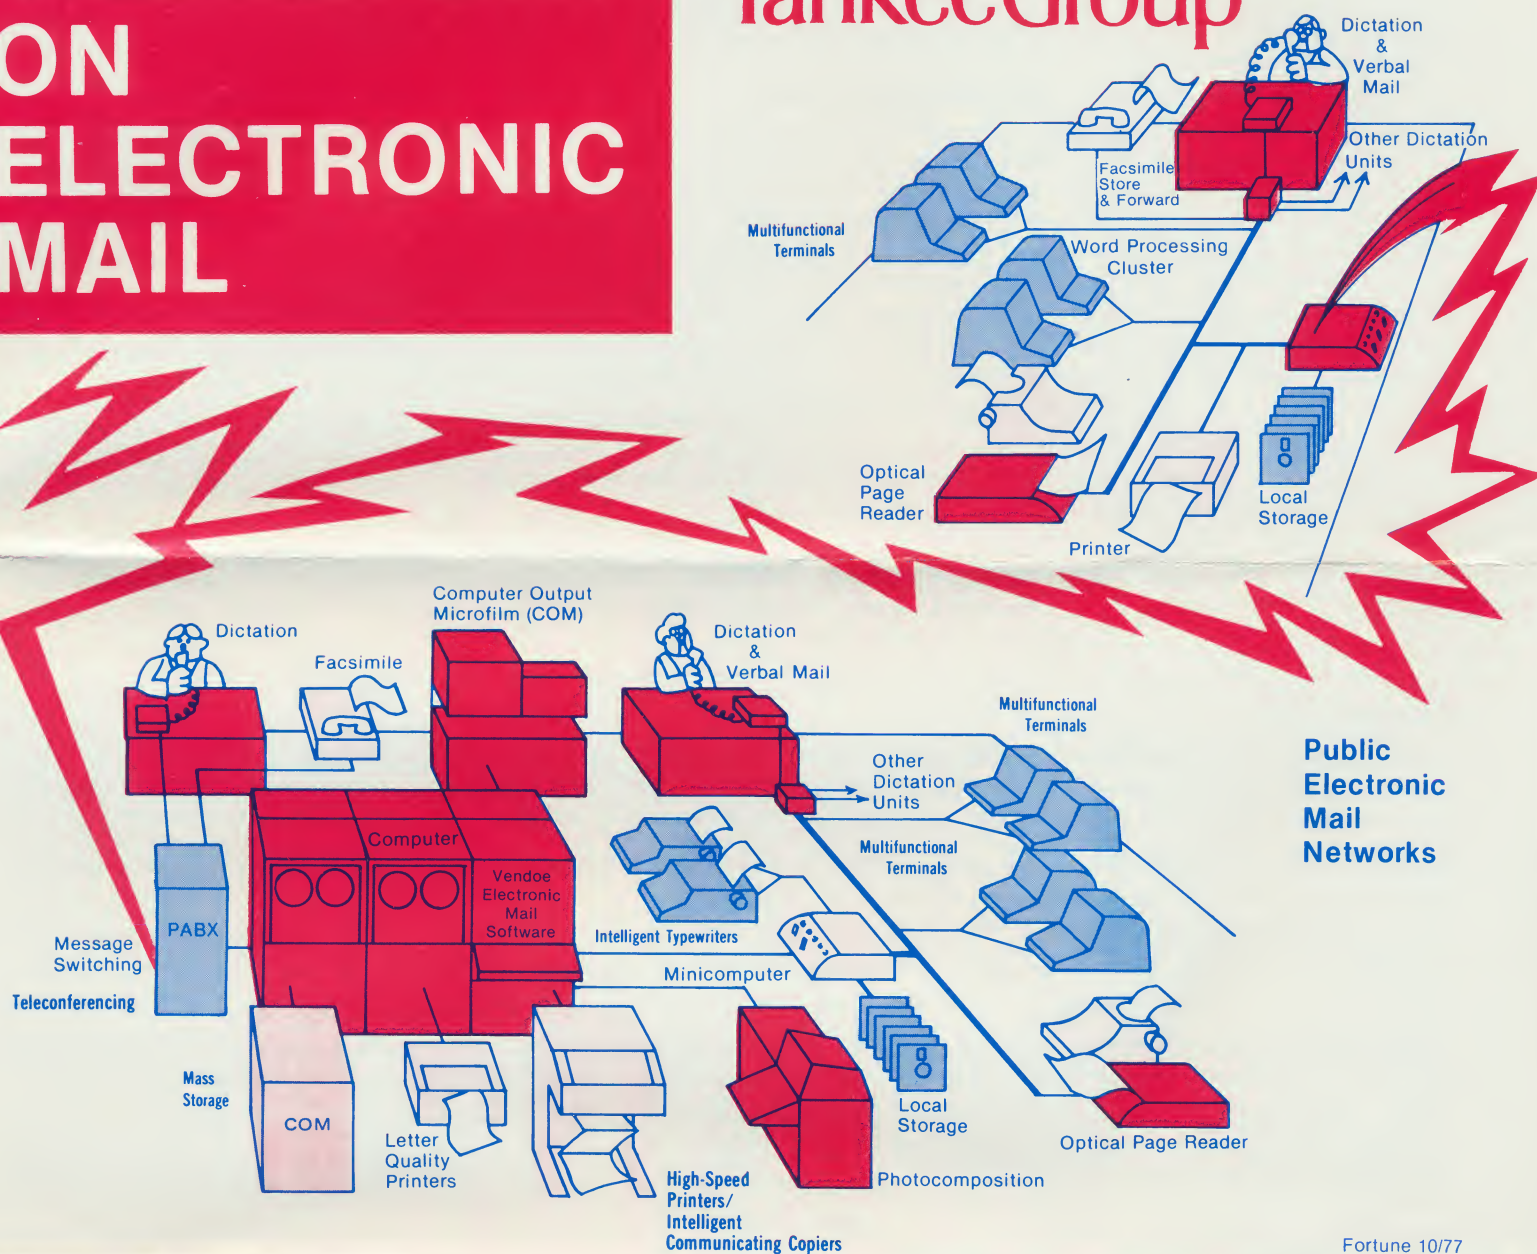 ON
ELECTRONIC
MAIL
YankeeGroup
Dictation
&
Verbal
Mail
Other Dictation
Units
Facsimile
Store
& Forward
Multifunctional
Terminals
Word Processing
Cluster
Optical
Page
Reader
Printer
Local
Storage
Computer Output
Microfilm (COM)
Dictation
Facsimile
Dictation
&
Verbal Mail
Multifunctional
Terminals
Other
Dictation
Units
Public
Electronic
Mail
Networks
Computer
Vendoe
Electronic
Mail
Software
Multifunctional
Terminals
PABX
Message
Switching
Teleconferencing
Intelligent Typewriters
Minicomputer
Mass
Storage
COM
Letter
Quality
Printers
High-Speed
Printers/
Intelligent
Communicating Copiers
Photocomposition
Local
Storage
Optical Page Reader
Fortune 10/77